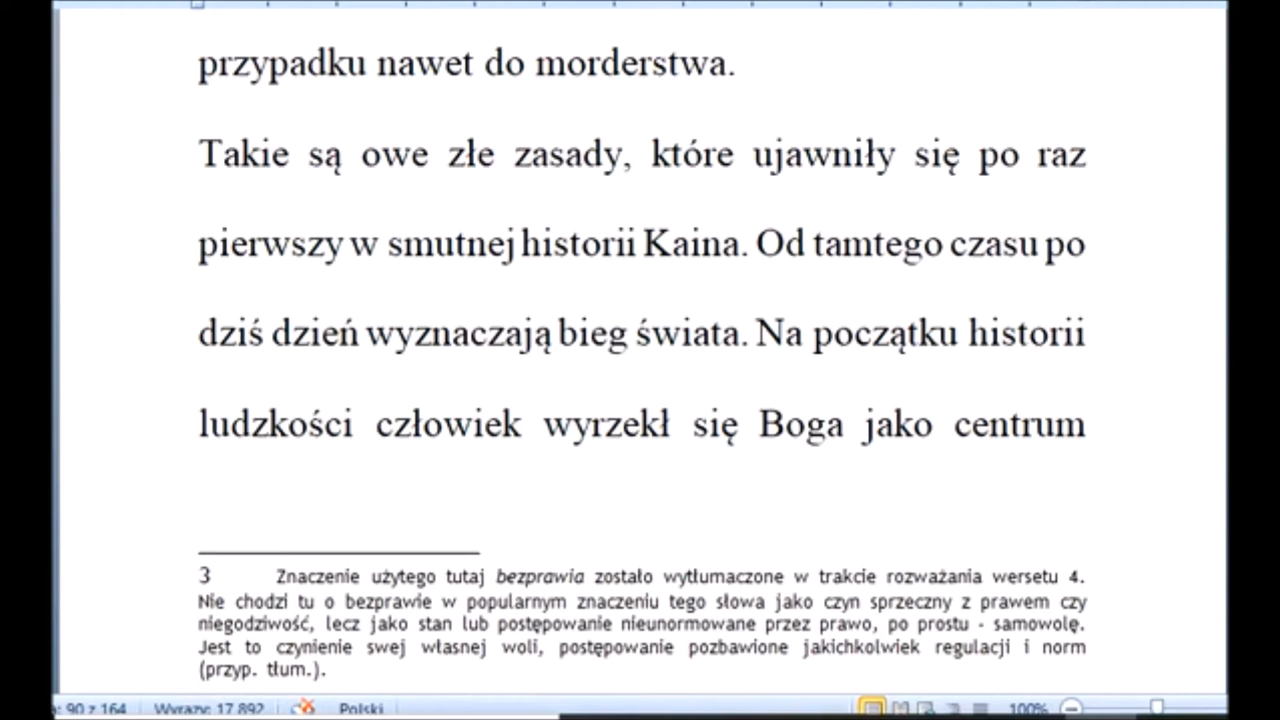 przypadku nawet do morderstwa.
Takie są owe złe zasady, które ujawniły się po raz
pierwszy w smutnej historii Kaina. Od tamtego czasu po
dziś dzień wyznaczają bieg świata. Na początku historii
ludzkości człowiek wyrzekł się Boga jako centrum
3 Znaczenie użytego tutaj bezprawia zostało wytłumaczone w trakcie rozważania wersetu 4.
Nie chodzi tu o bezprawie w popularnym znaczeniu tego słowa jako czyn sprzeczny z prawem czy
niegodziwość, lecz jako stan lub postępowanie nieunormowane przez prawo, po prostu - samowolę.
Jest to czynienie swej własnej woli, postępowanie pozbawione jakichkolwiek regulacji i norm
(przyp. tłum.).
: 90 z 164 Wyrazy: 17 892 Polski 100%